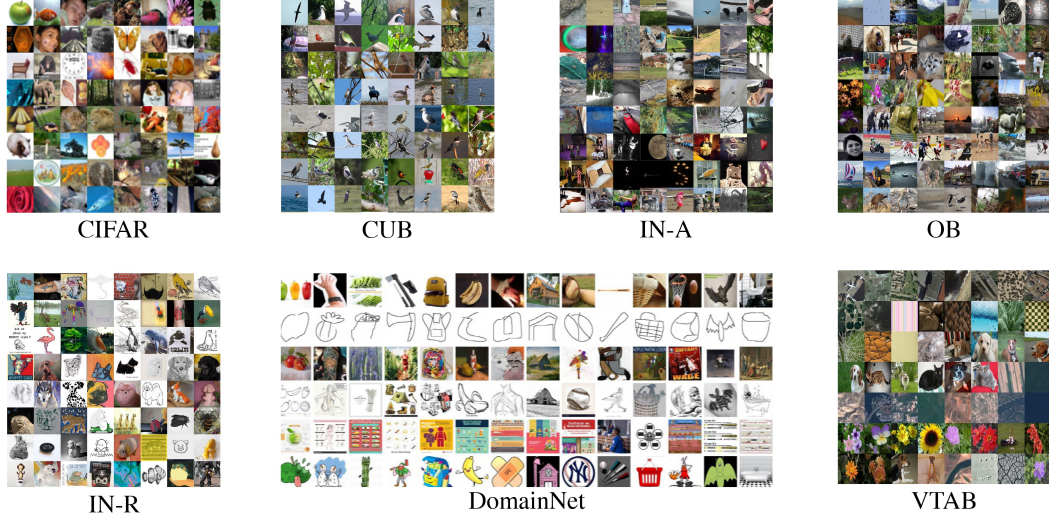 CIFAR
CUB
IN-A
OB
IN-R
DomainNet
VTAB